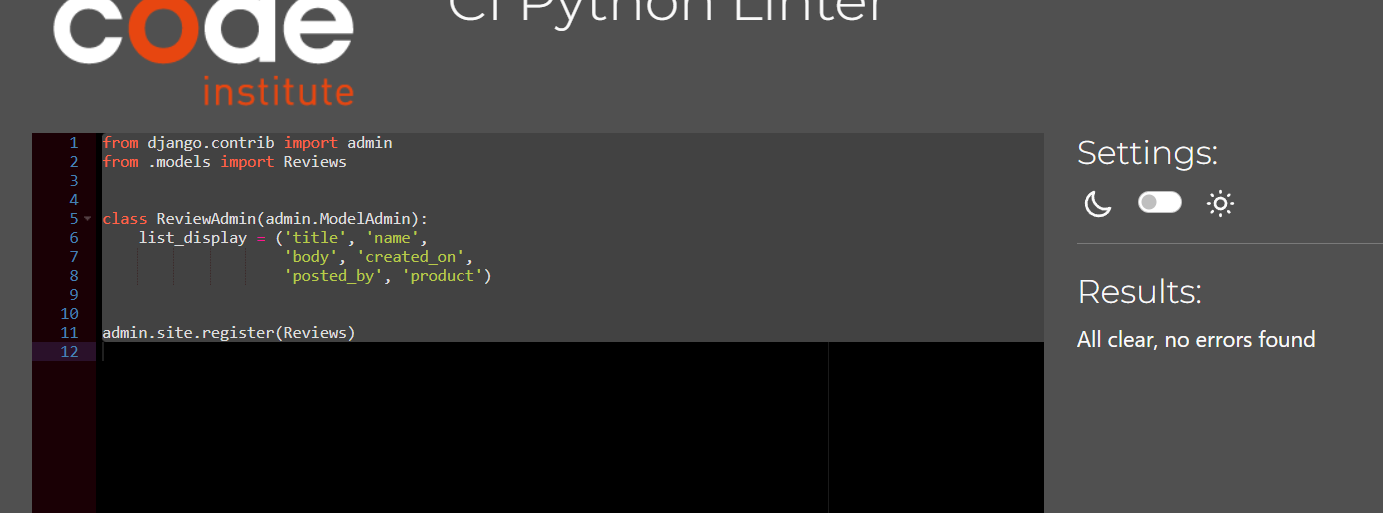 code
institute
CI Python Linter
1 from django.contrib import admin
2 from .models import Reviews
3
4
5 class ReviewAdmin(admin.ModelAdmin):
6     list_display = ('title', 'name',
7                     'body', 'created_on',
8                     'posted_by', 'product')
9
10
11 admin.site.register(Reviews)
12
Settings:
Results:
All clear, no errors found